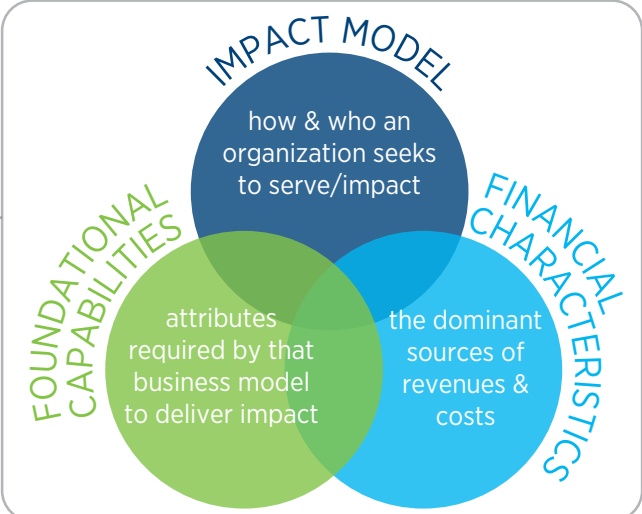 IMPACT MODEL
how & who an
organization seeks
to serve/impact
FOUNDATIONAL
CAPABILITIES
attributes
required by that
business model
to deliver impact
FINANCIAL
CHARACTERISTICS
the dominant
sources of
revenues &
costs